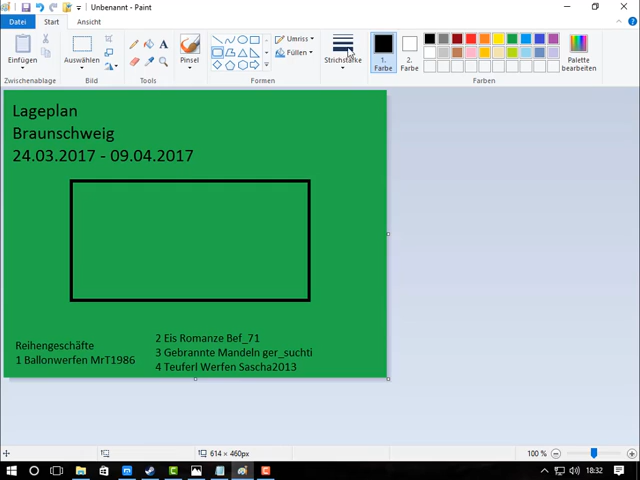 Unbenannt - Paint
Datei Start Ansicht
Einfügen
Auswählen
Pinsel
Umriss
Füllen
Strichstärke
1.
Farbe
2.
Farbe
Palette
bearbeiten
Zwischenablage Bild Tools Formen Farben
Lageplan
Braunschweig
24.03.2017 - 09.04.2017
Reihengeschäfte
1 Ballonwerfen MrT1986
2 Eis Romanze Bef_71
3 Gebrannte Mandeln ger_suchti
4 Teuferl Werfen Sascha2013
614 × 460px
100 %
18:32